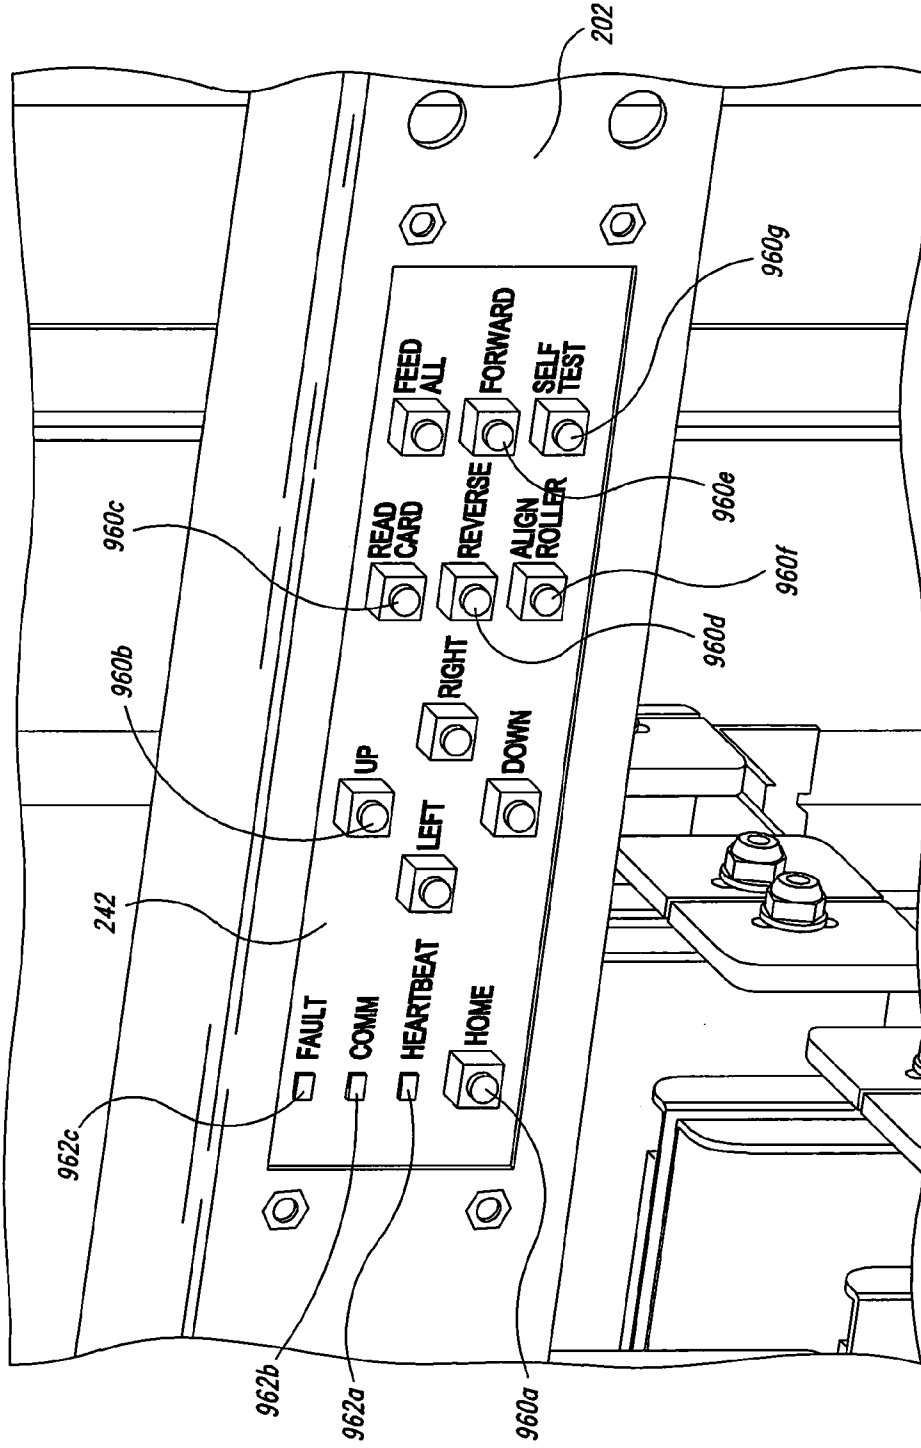 962c
242
960b
960c
FAULT
COMM
HEARTBEAT
HOME
UP
LEFT
RIGHT
DOWN
READ
CARD
REVERSE
ALIGN
ROLLER
FEED
ALL
FORWARD
SELF
TEST
202
962b
962a
960a
960d
960f
960e
960g